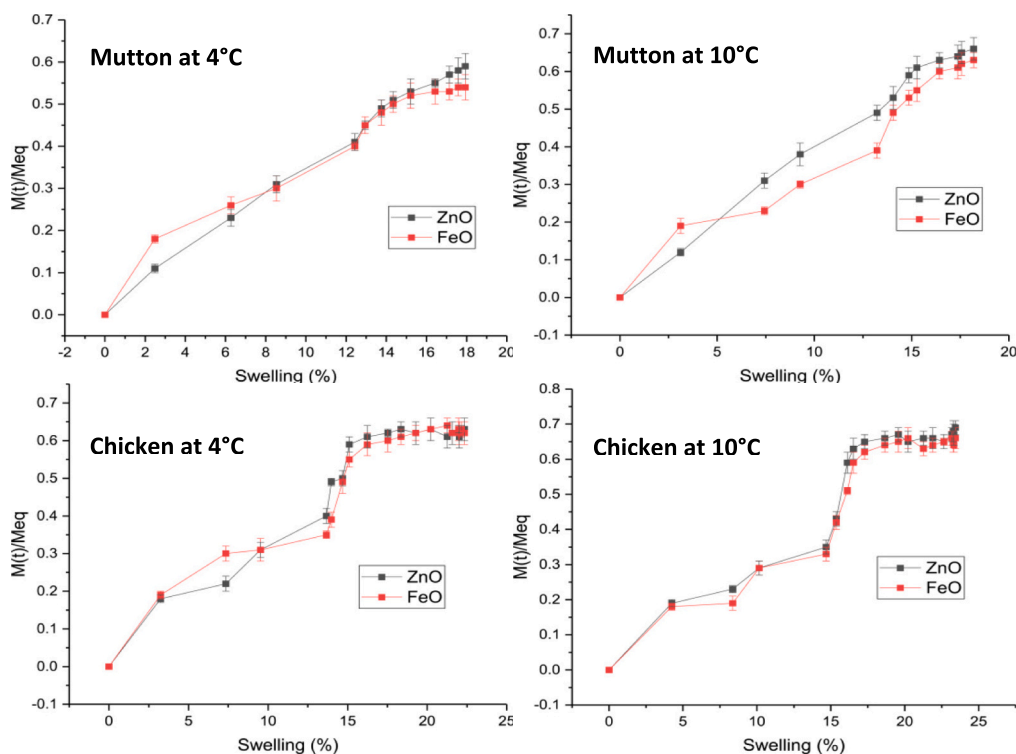 Mutton at 4°C
0.7
0.6
0.5
0.4
0.3
0.2
0.1
0.0
M(t)/Meq
ZnO
FeO
-2 0 2 4 6 8 10 12 14 16 18 20
Swelling (%)
Mutton at 10°C
0.7
0.6
0.5
0.4
0.3
0.2
0.1
0.0
-0.1
M(t)/Meq
ZnO
FeO
0 5 10 15 20
Swelling (%)
Chicken at 4°C
0.7
0.6
0.5
0.4
0.3
0.2
0.1
0.0
-0.1
M(t)/Meq
ZnO
FeO
0 5 10 15 20 25
Swelling (%)
Chicken at 10°C
0.8
0.7
0.6
0.5
0.4
0.3
0.2
0.1
0.0
-0.1
M(t)/Meq
ZnO
FeO
0 5 10 15 20 25
Swelling (%)